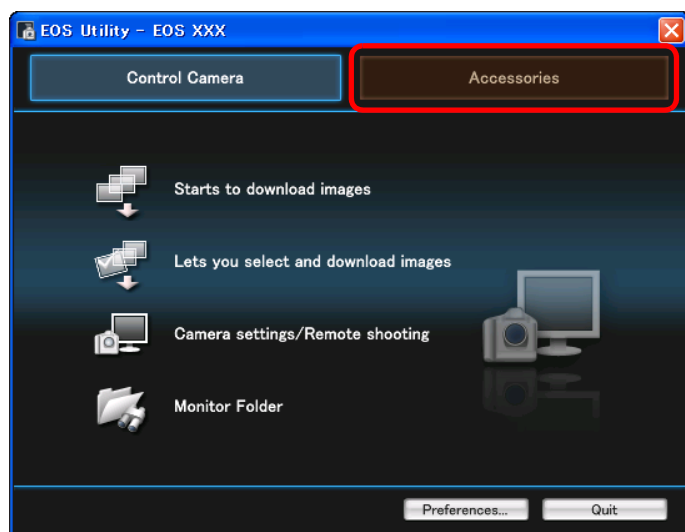 EOS Utility - EOS XXX
Control Camera
Accessories
Starts to download images
Lets you select and download images
Camera settings/Remote shooting
Monitor Folder
Preferences...
Quit